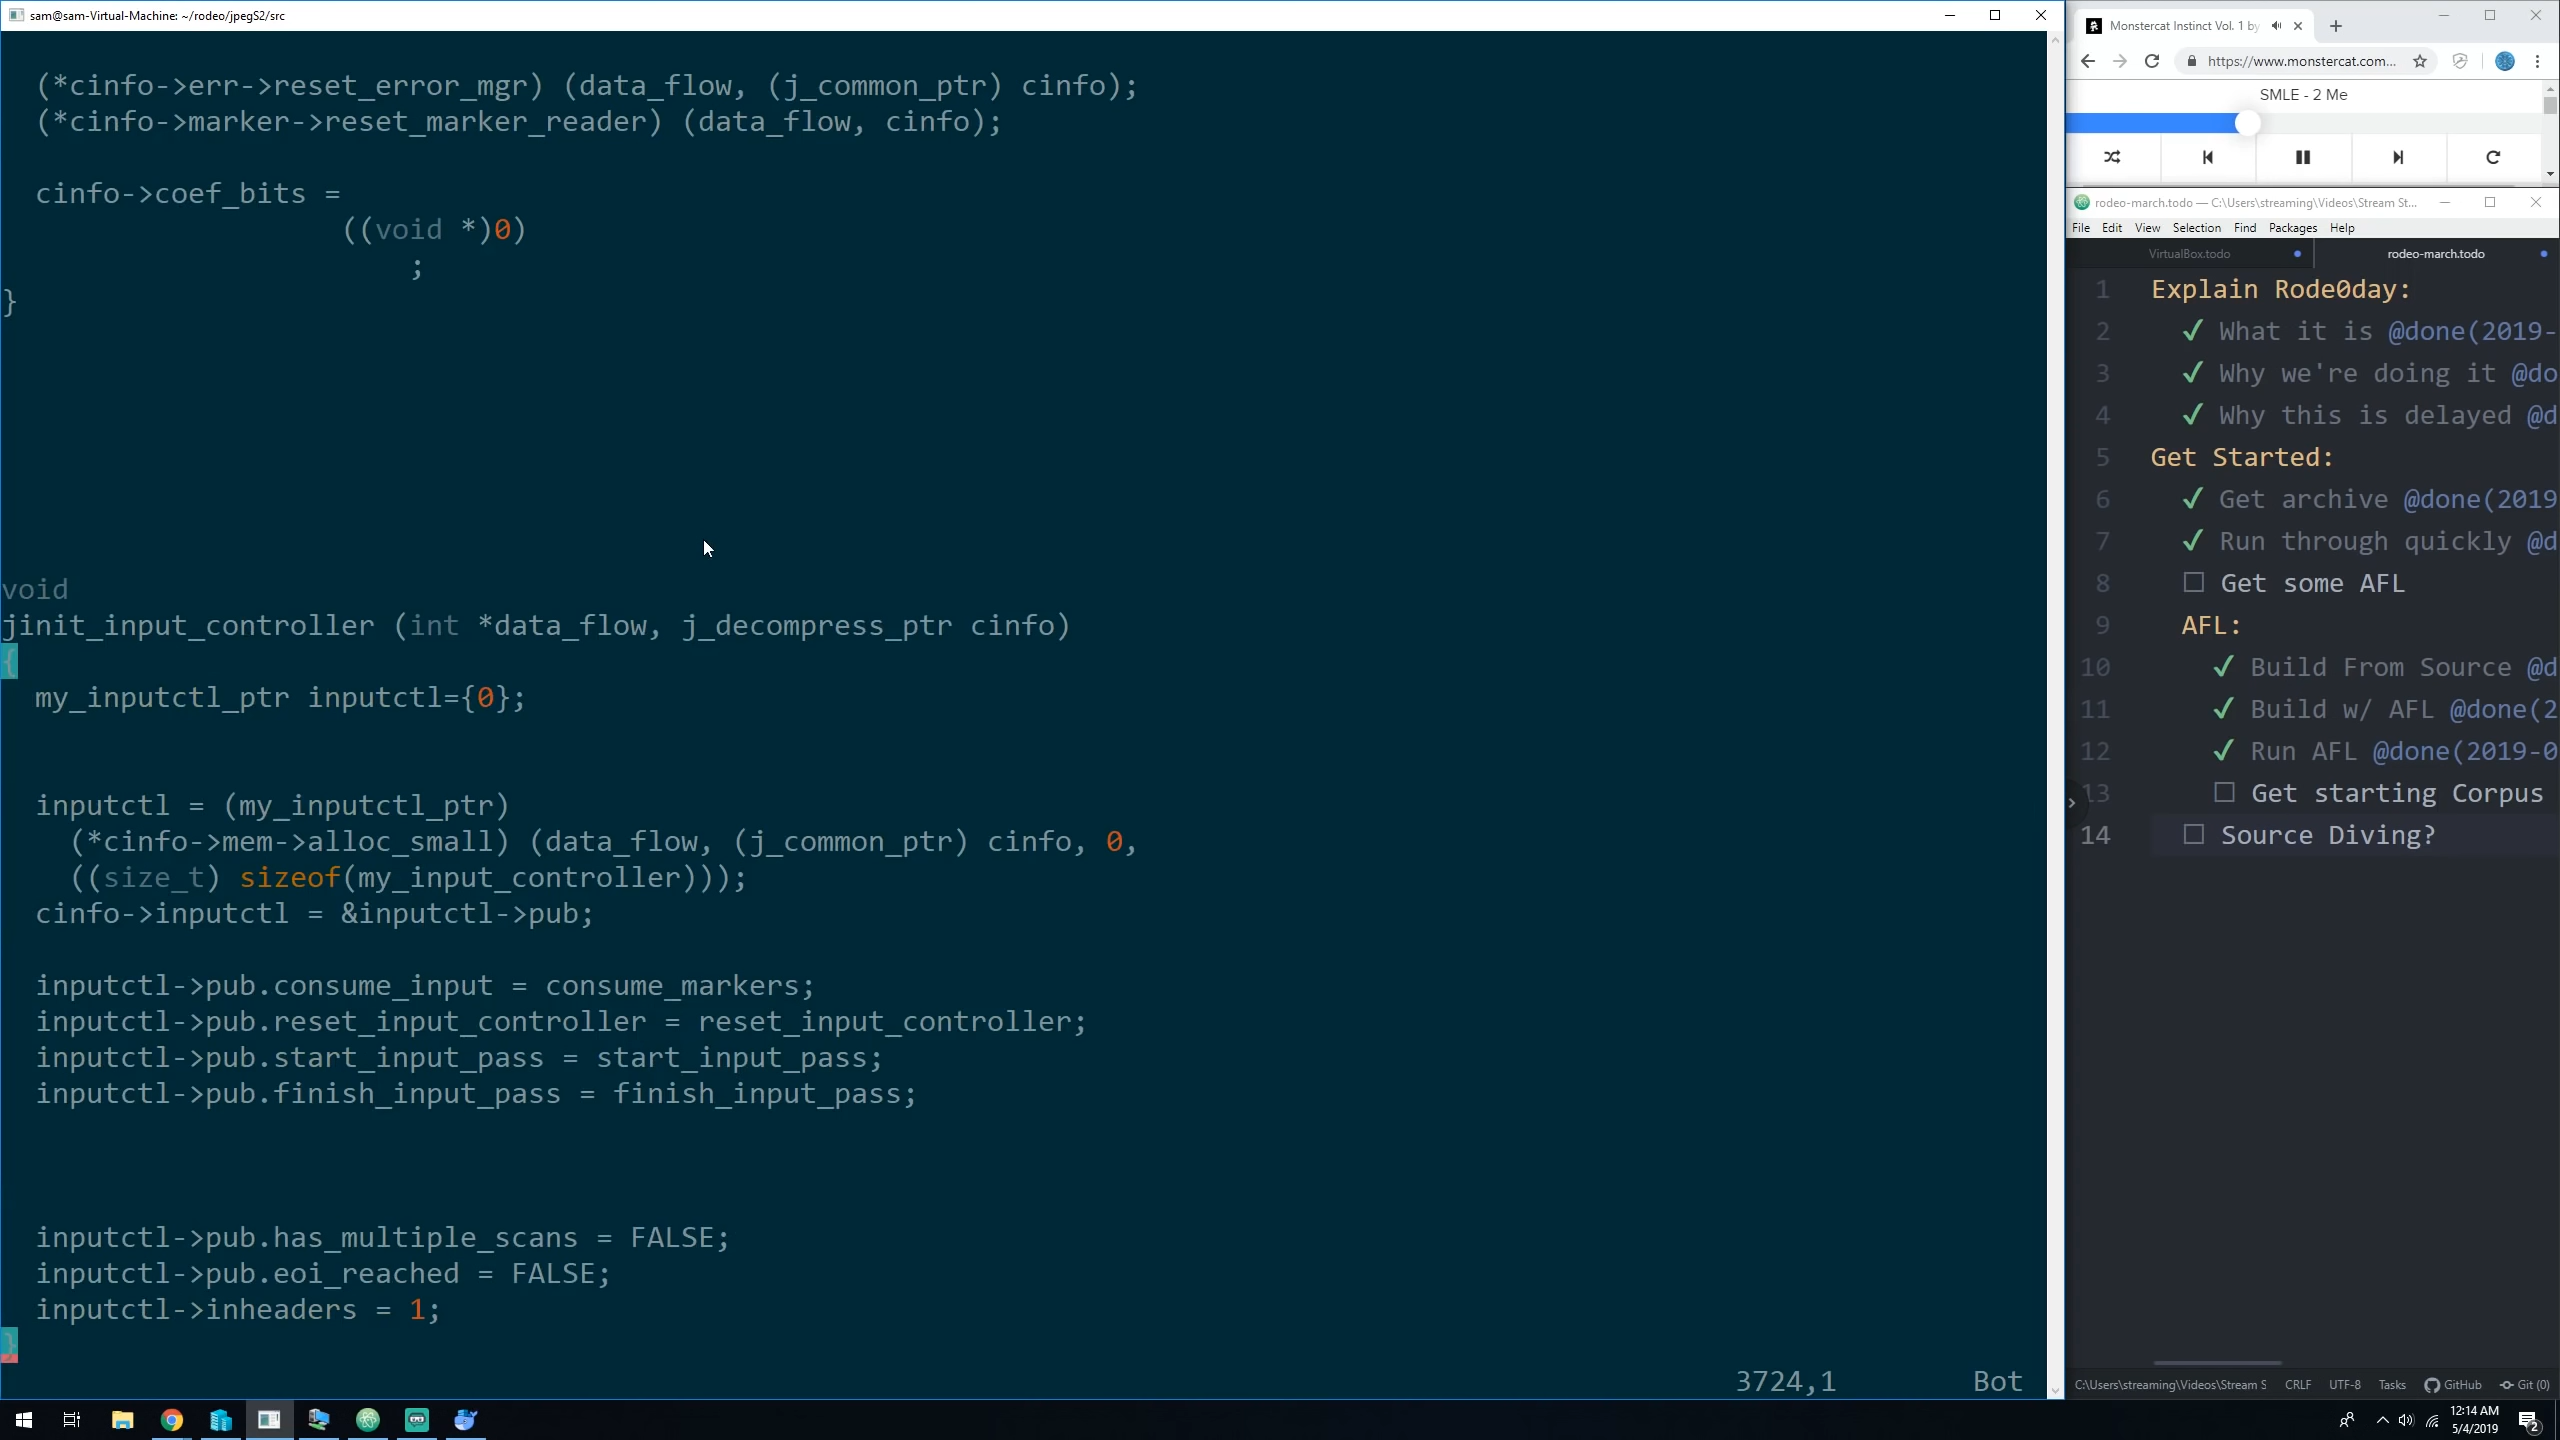 sam@sam-Virtual-Machine: ~/rodeo/jpegS2/src
(*cinfo->err->reset_error_mgr) (data_flow, (j_common_ptr) cinfo);
(*cinfo->marker->reset_marker_reader) (data_flow, cinfo);
cinfo->coef_bits =
((void *)0)
;
}
void
jinit_input_controller (int *data_flow, j_decompress_ptr cinfo)
{
my_inputctl_ptr inputctl={0};
inputctl = (my_inputctl_ptr)
(*cinfo->mem->alloc_small) (data_flow, (j_common_ptr) cinfo, 0,
((size_t) sizeof(my_input_controller)));
cinfo->inputctl = &inputctl->pub;
inputctl->pub.consume_input = consume_markers;
inputctl->pub.reset_input_controller = reset_input_controller;
inputctl->pub.start_input_pass = start_input_pass;
inputctl->pub.finish_input_pass = finish_input_pass;
inputctl->pub.has_multiple_scans = FALSE;
inputctl->pub.eoi_reached = FALSE;
inputctl->inheaders = 1;
}
3724,1 Bot
Monstercat Instinct Vol. 1 by
https://www.monstercat.com...
SMLE - 2 Me
rodeo-march.todo — C:\Users\streaming\Videos\Stream St...
File Edit View Selection Find Packages Help
VirtualBox.todo rodeo-march.todo
1 Explain Rode0day:
2 ✓ What it is @done(2019-
3 ✓ Why we're doing it @do
4 ✓ Why this is delayed @d
5 Get Started:
6 ✓ Get archive @done(2019
7 ✓ Run through quickly @d
8 ☐ Get some AFL
9 AFL:
10 ✓ Build From Source @d
11 ✓ Build w/ AFL @done(2
12 ✓ Run AFL @done(2019-0
13 ☐ Get starting Corpus
14 ☐ Source Diving?
C:\Users\streaming\Videos\Stream S CRLF UTF-8 Tasks GitHub Git (0)
12:14 AM
5/4/2019
2